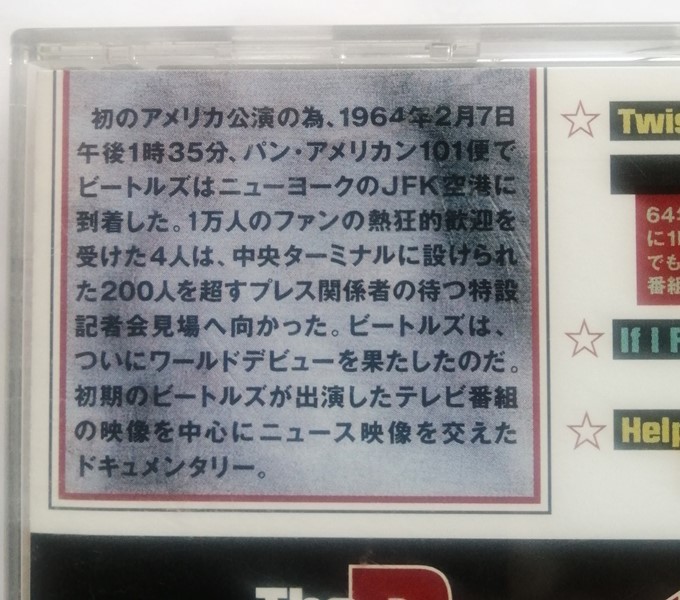 初のアメリカ公演の為、1964年2月7日
午後1時35分、パン・アメリカン101便で
ビートルズはニューヨークのJFK空港に
到着した。1万人のファンの熱狂的歓迎を
受けた4人は、中央ターミナルに設けられ
た200人を超すプレス関係者の待つ特設
記者会見場へ向かった。ビートルズは、
ついにワールドデビューを果たしたのだ。
初期のビートルズが出演したテレビ番組
の映像を中心にニュース映像を交えた
ドキュメンタリー。
☆ Twis
64
に1
でも
番組
☆ If I F
☆ Help
The